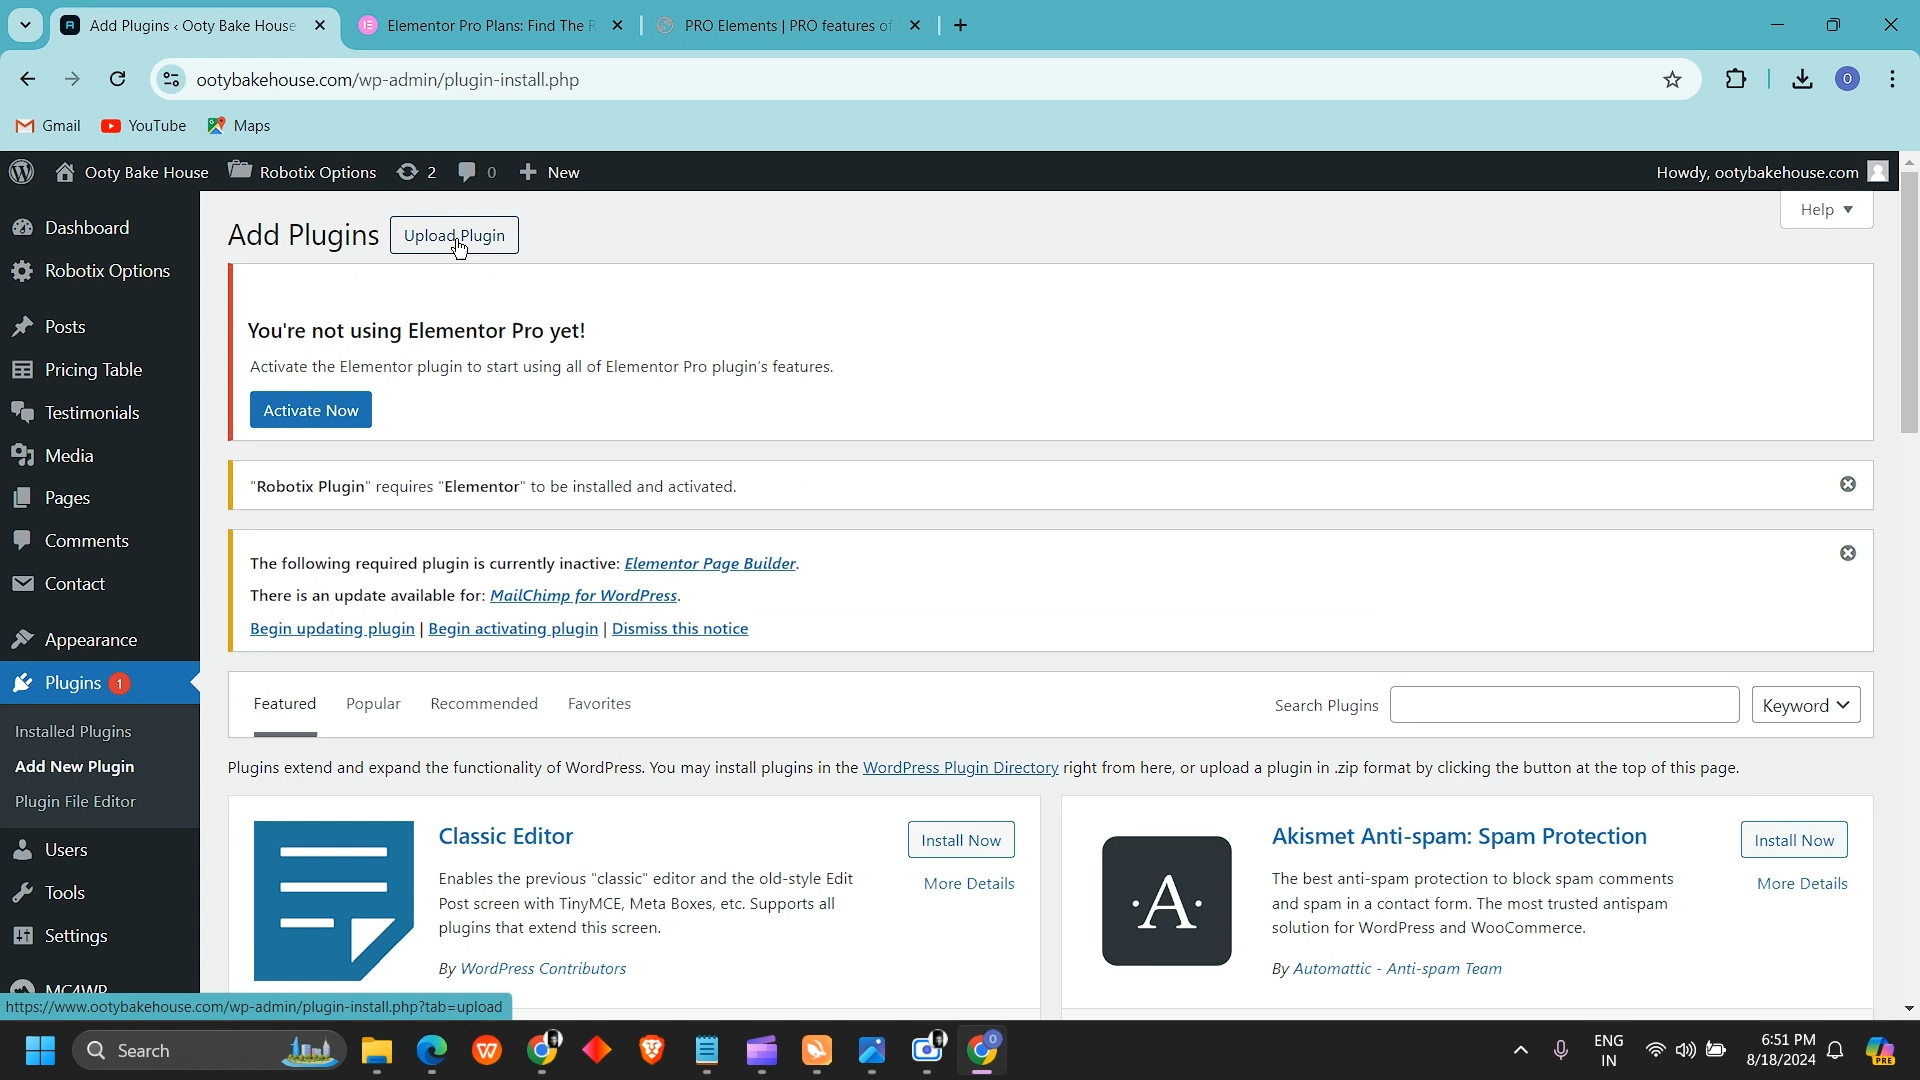 Add Plugins ‹ Ooty Bake House
Elementor Pro Plans: Find The R
PRO Elements | PRO features of
ootybakehouse.com/wp-admin/plugin-install.php
O
Gmail
YouTube
Maps
Ooty Bake House
Robotix Options
2
0
New
Howdy, ootybakehouse.com
Dashboard
Robotix Options
Posts
Pricing Table
Testimonials
Media
Pages
Comments
Contact
Appearance
Plugins 1
Installed Plugins
Add New Plugin
Plugin File Editor
Users
Tools
Settings
MC4WP
Help
Add Plugins
Upload Plugin
You're not using Elementor Pro yet!
Activate the Elementor plugin to start using all of Elementor Pro plugin's features.
Activate Now
"Robotix Plugin" requires "Elementor" to be installed and activated.
The following required plugin is currently inactive: Elementor Page Builder.
There is an update available for: MailChimp for WordPress.
Begin updating plugin | Begin activating plugin | Dismiss this notice
Featured
Popular
Recommended
Favorites
Search Plugins
Keyword
Plugins extend and expand the functionality of WordPress. You may install plugins in the WordPress Plugin Directory right from here, or upload a plugin in .zip format by clicking the button at the top of this page.
Classic Editor
Install Now
More Details
Enables the previous "classic" editor and the old-style Edit
Post screen with TinyMCE, Meta Boxes, etc. Supports all
plugins that extend this screen.
By WordPress Contributors
·A·
Akismet Anti-spam: Spam Protection
Install Now
More Details
The best anti-spam protection to block spam comments
and spam in a contact form. The most trusted antispam
solution for WordPress and WooCommerce.
By Automattic - Anti-spam Team
https://www.ootybakehouse.com/wp-admin/plugin-install.php?tab=upload
Search
ENG
IN
6:51 PM
8/18/2024
PRE